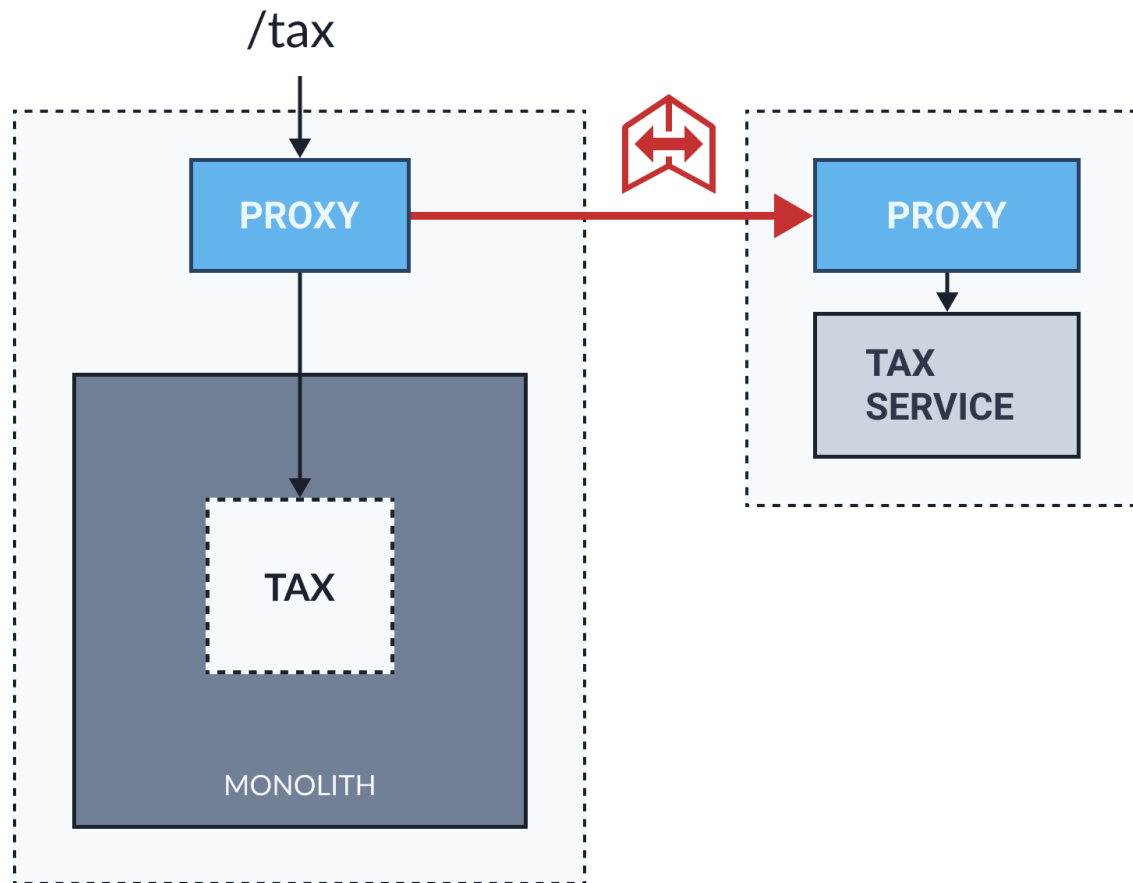 /tax
PROXY
PROXY
TAX
SERVICE
TAX
MONOLITH